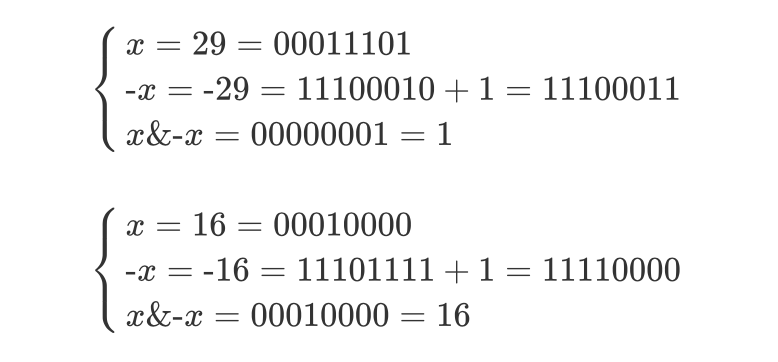 x = 29 = 00011101
-x = -29 = 11100010 + 1 = 11100011
x&-x = 00000001 = 1
x = 16 = 00010000
-x = -16 = 11101111 + 1 = 11110000
x&-x = 00010000 = 16